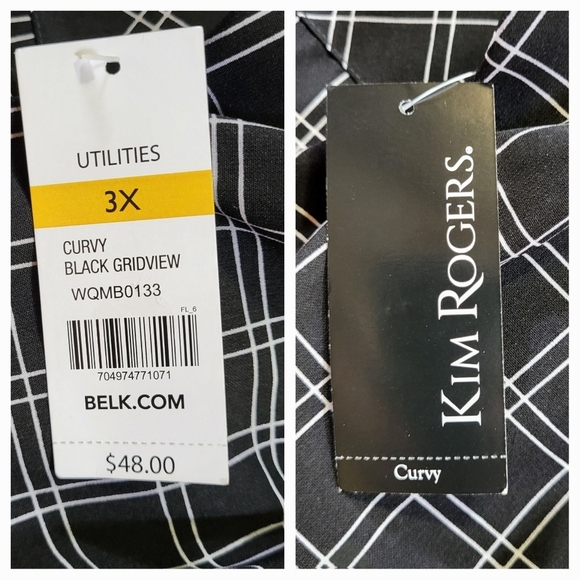 UTILITIES
3X
CURVY
BLACK GRIDVIEW
WQMB0133
FL_6
704974771071
BELK.COM
$48.00
KIM ROGERS.
Curvy